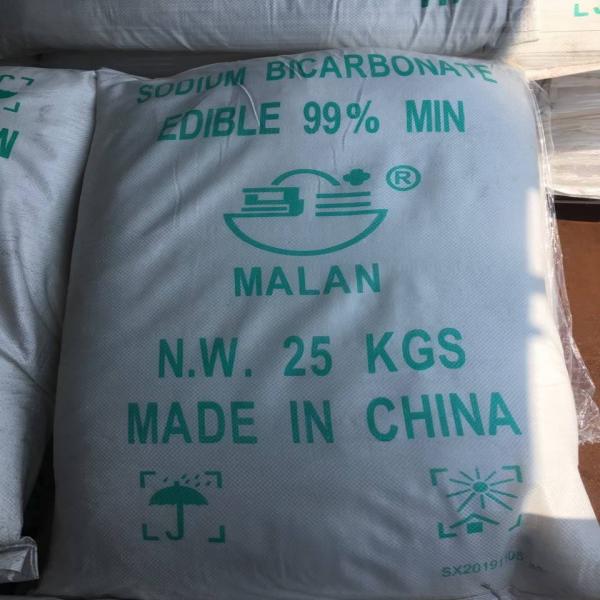 SODIUM BICARBONATE
EDIBLE 99% MIN
®
MALAN
N.W. 25 KGS
MADE IN CHINA